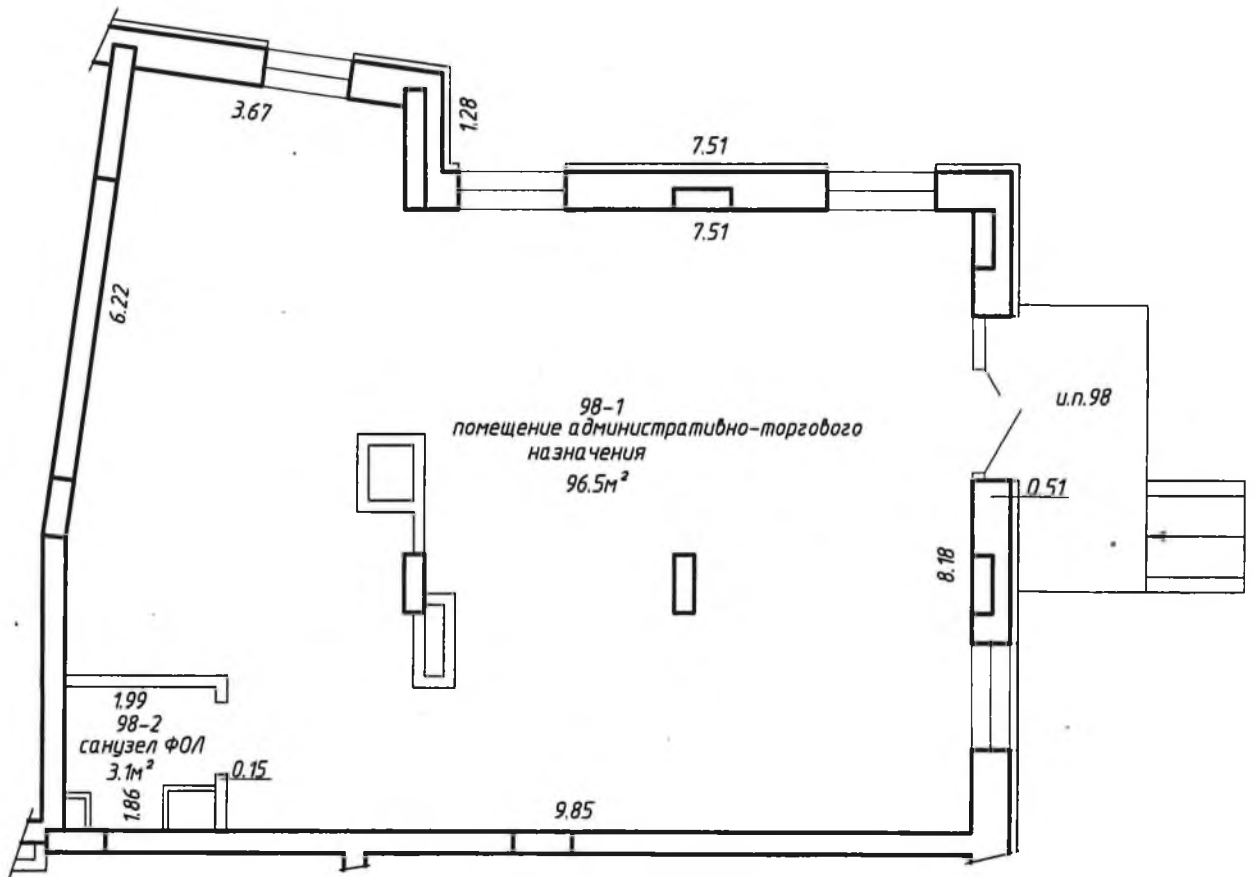 3.67
1.28
7.51
7.51
6.22
98-1
помещение административно-торгового
назначения
96.5м²
и.п.98
0.51
8.18
1.99
98-2
санузел ФОЛ
3.1м²
0.15
1.86
9.85